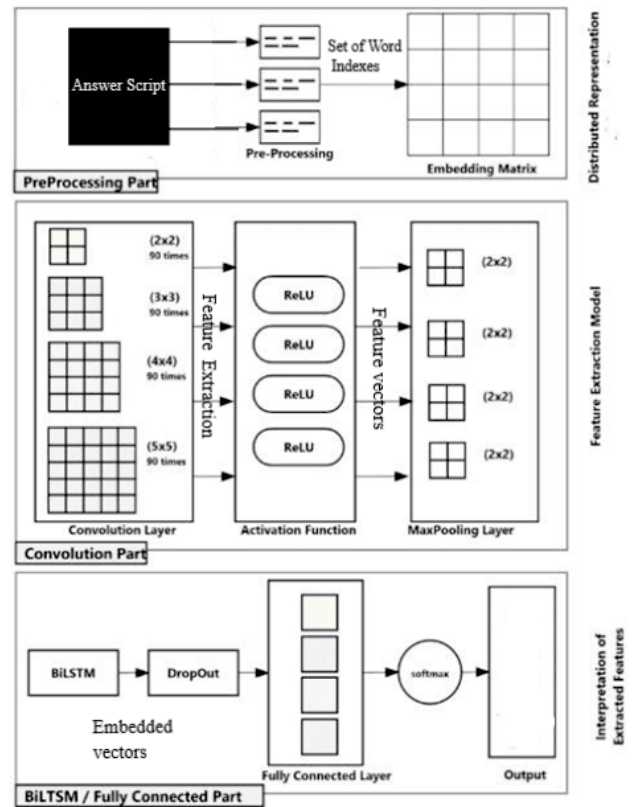 Answer Script
Set of Word
Indexes
Pre-Processing
Embedding Matrix
PreProcessing Part
Distributed Representation
(2x2)
90 times
(3x3)
90 times
(4x4)
90 times
(5x5)
90 times
Feature Extraction
ReLU
ReLU
ReLU
ReLU
Feature vectors
(2x2)
(2x2)
(2x2)
(2x2)
Convolution Layer
Activation Function
MaxPooling Layer
Convolution Part
Feature Extraction Model
BiLSTM
DropOut
softmax
Embedded
vectors
Fully Connected Layer
Output
BiLTSM / Fully Connected Part
Interpretation of
Extracted Features